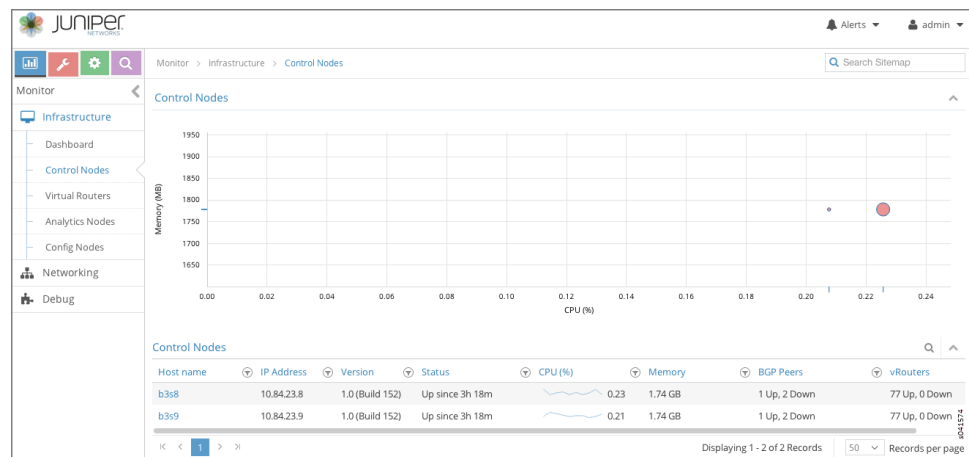 JUNIPER
NETWORKS
Alerts
admin
Monitor > Infrastructure > Control Nodes
Search Sitemap
Monitor
Infrastructure
Dashboard
Control Nodes
Virtual Routers
Analytics Nodes
Config Nodes
Networking
Debug
Control Nodes
Memory (MB)
1950
1900
1850
1800
1750
1700
1650
0.00 0.02 0.04 0.06 0.08 0.10 0.12 0.14 0.16 0.18 0.20 0.22 0.24
CPU (%)
Control Nodes
Host name IP Address Version Status CPU (%) Memory BGP Peers vRouters
b3s8 10.84.23.8 1.0 (Build 152) Up since 3h 18m 0.23 1.74 GB 1 Up, 2 Down 77 Up, 0 Down
b3s9 10.84.23.9 1.0 (Build 152) Up since 3h 18m 0.21 1.74 GB 1 Up, 2 Down 77 Up, 0 Down
1 Displaying 1 - 2 of 2 Records 50 Records per page
s041574